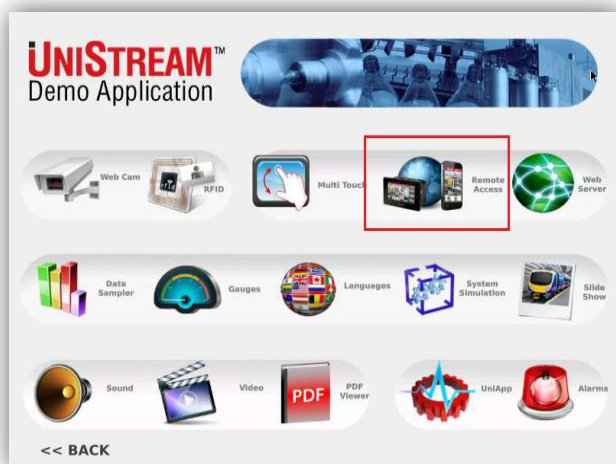 UNISTREAM™
Demo Application
Web Cam
RFID
Multi Touch
Remote
Access
Web
Server
Data
Sampler
Gauges
Languages
System
Simulation
Slide
Show
Sound
Video
PDF
PDF
Viewer
UniApp
Alarms
<< BACK